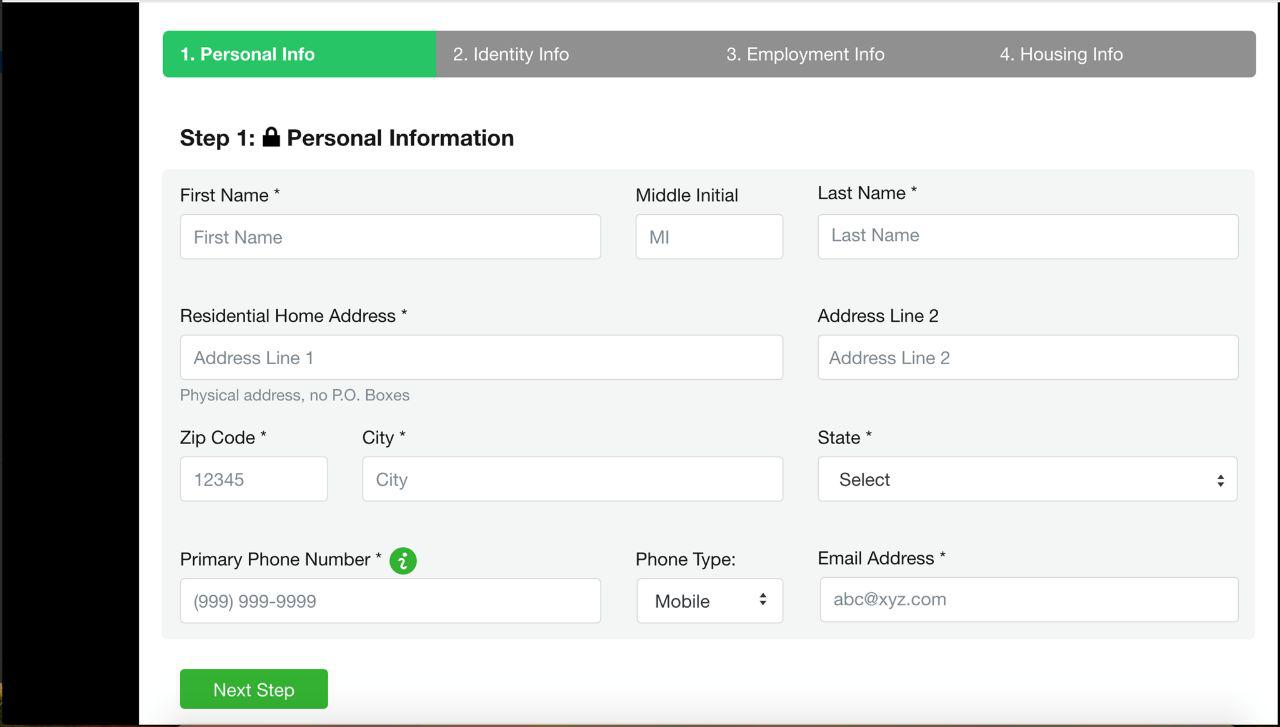 1. Personal Info 2. Identity Info 3. Employment Info 4. Housing Info
Step 1: Personal Information
First Name * Middle Initial Last Name *
First Name MI Last Name
Residential Home Address * Address Line 2
Address Line 1 Address Line 2
Physical address, no P.O. Boxes
Zip Code * City * State *
12345 City Select
Primary Phone Number * i Phone Type: Email Address *
(999) 999-9999 Mobile abc@xyz.com
Next Step